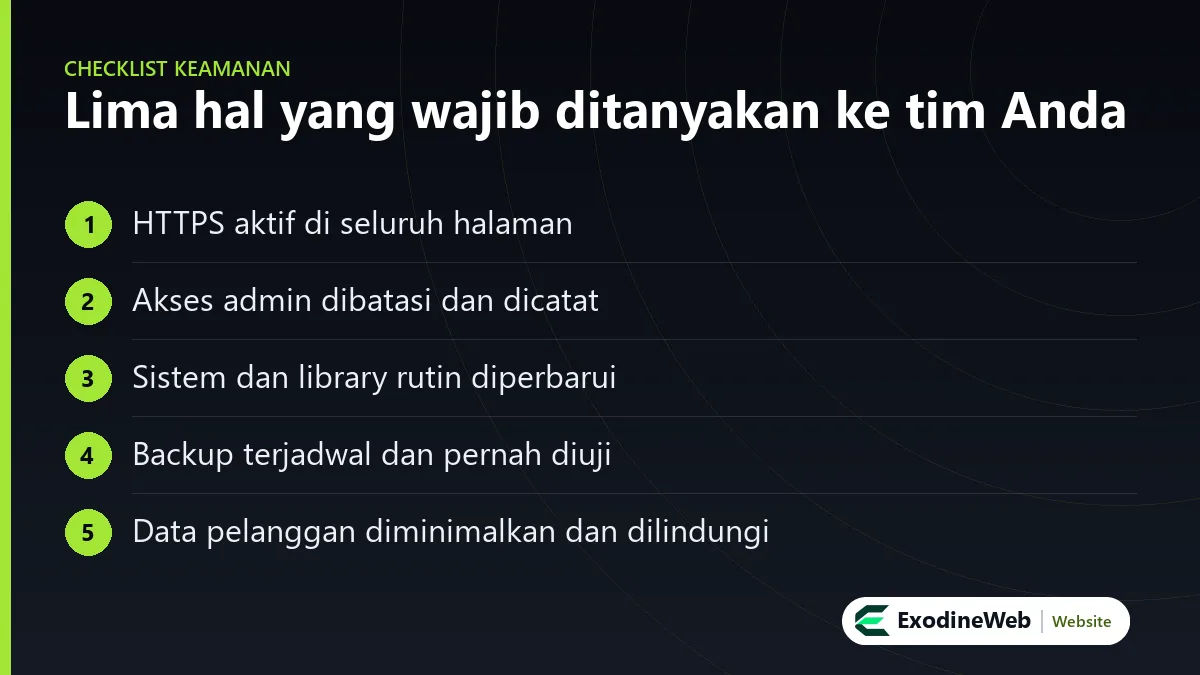 CHECKLIST KEAMANAN
Lima hal yang wajib ditanyakan ke tim Anda
1 HTTPS aktif di seluruh halaman
2 Akses admin dibatasi dan dicatat
3 Sistem dan library rutin diperbarui
4 Backup terjadwal dan pernah diuji
5 Data pelanggan diminimalkan dan dilindungi
ExodineWeb | Website